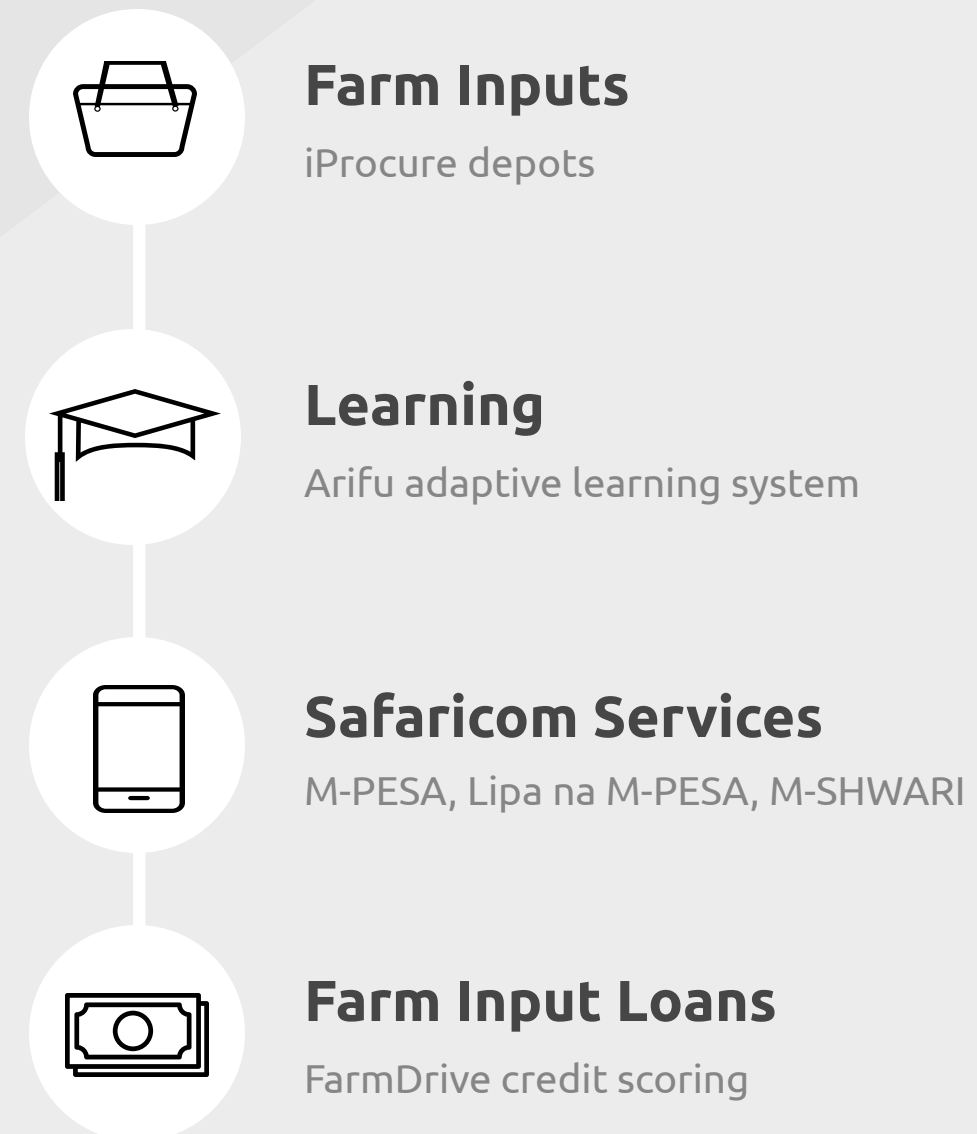 Farm Inputs
iProcure depots
Learning
Arifu adaptive learning system
Safaricom Services
M-PESA, Lipa na M-PESA, M-SHWARI
Farm Input Loans
FarmDrive credit scoring